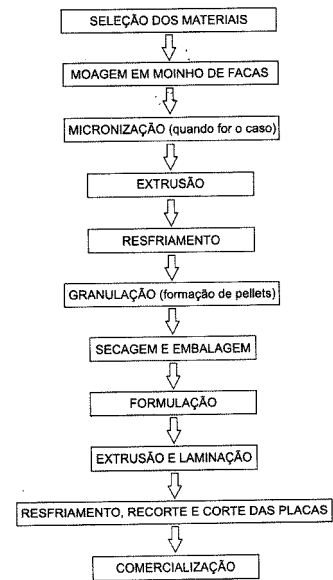 SELEÇÃO DOS MATERIAIS
MOAGEM EM MOINHO DE FACAS
MICRONIZAÇÃO (quando for o caso)
EXTRUSÃO
RESFRIAMENTO
GRANULAÇÃO (formação de pellets)
SECAGEM E EMBALAGEM
FORMULAÇÃO
EXTRUSÃO E LAMINAÇÃO
RESFRIAMENTO, RECORTE E CORTE DAS PLACAS
COMERCIALIZAÇÃO